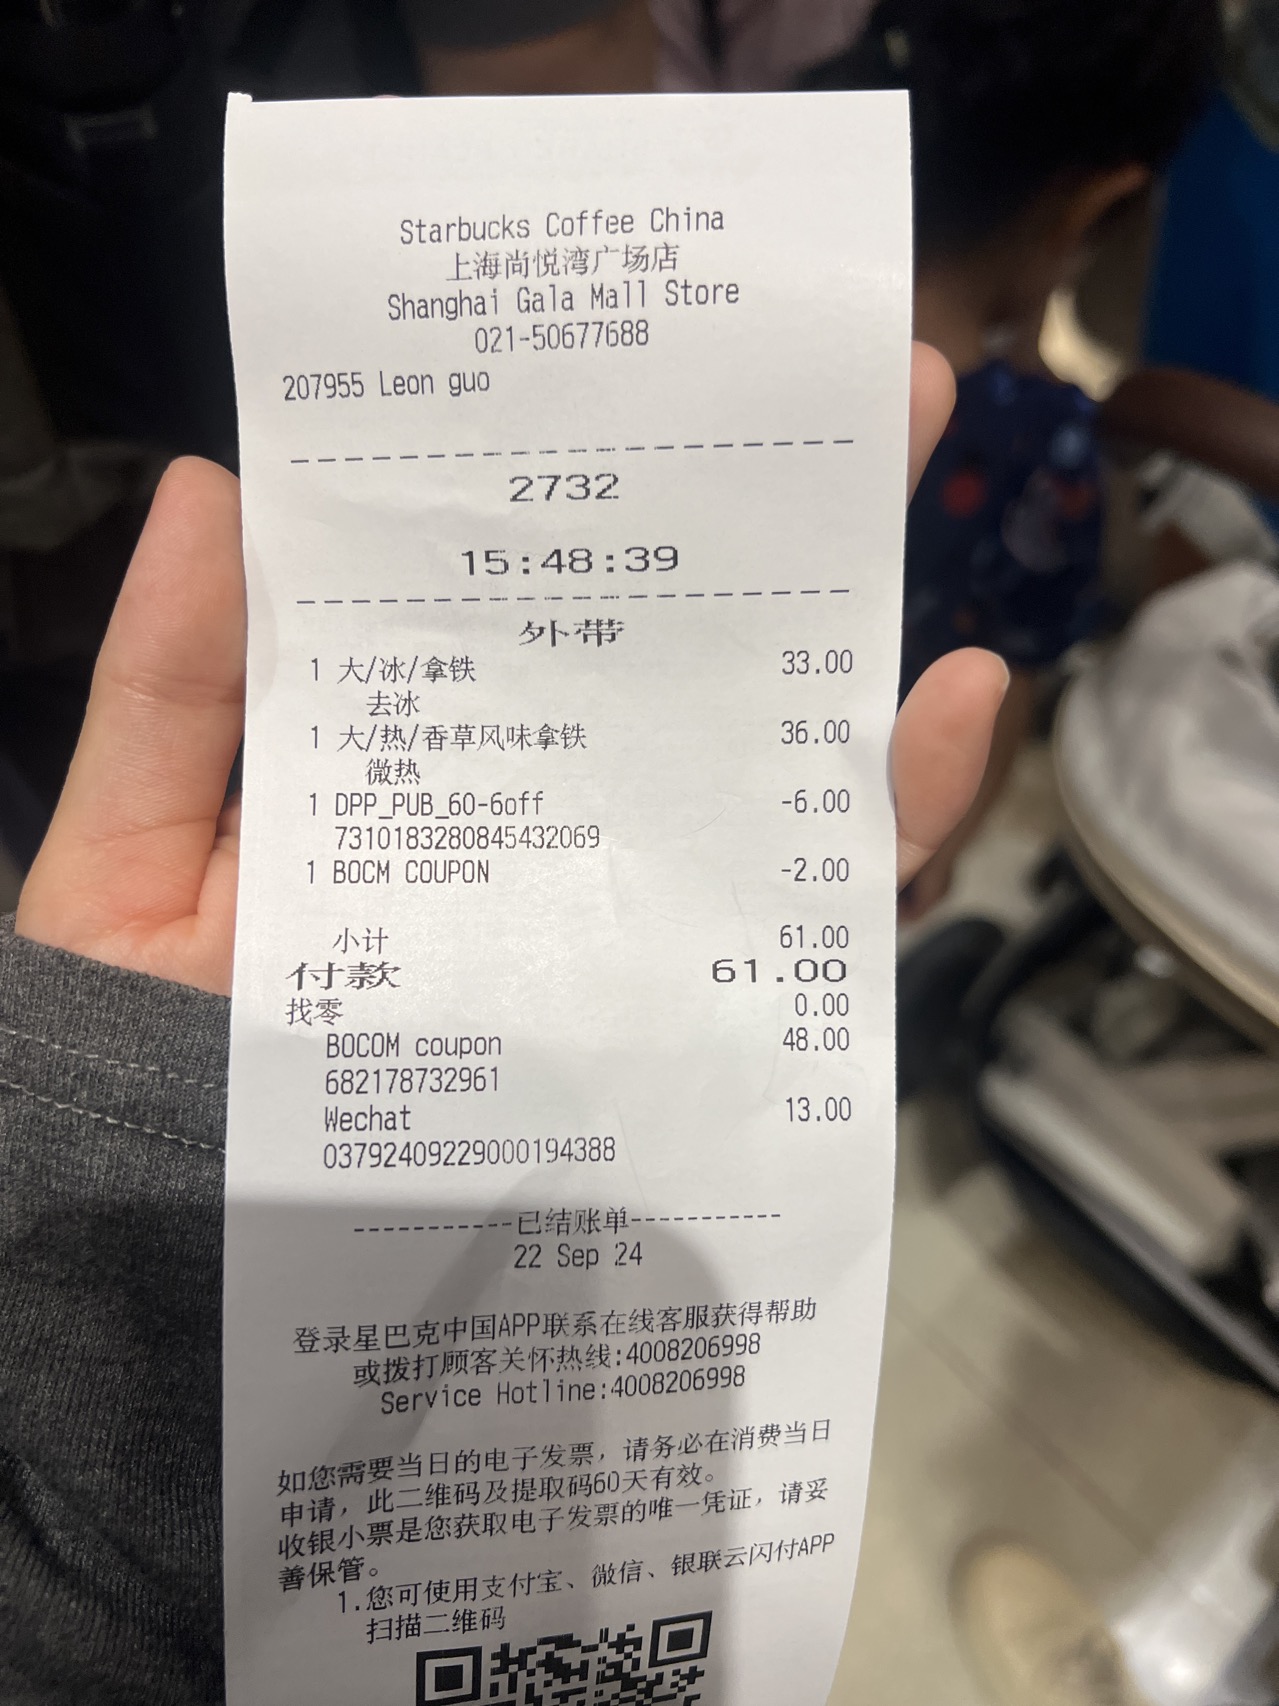 Starbucks Coffee China
上海尚悦湾广场店
Shanghai Gala Mall Store
021-50677688
207955 Leon guo
--------------------
2732
15:48:39
--------------------
外带
1 大/冰/拿铁 33.00
去冰
1 大/热/香草风味拿铁 36.00
微热
1 DPP_PUB_60-6off -6.00
7310183280845432069
1 BOCM COUPON -2.00
小计 61.00
付款 61.00
找零 0.00
BOCOM coupon 48.00
682178732961
Wechat 13.00
03792409229000194388
-----------已结账单-----------
22 Sep 24
登录星巴克中国APP联系在线客服获得帮助
或拨打顾客关怀热线:4008206998
Service Hotline:4008206998
如您需要当日的电子发票，请务必在消费当日
申请，此二维码及提取码60天有效。
收银小票是您获取电子发票的唯一凭证，请妥
善保管。
1.您可使用支付宝、微信、银联云闪付APP
扫描二维码